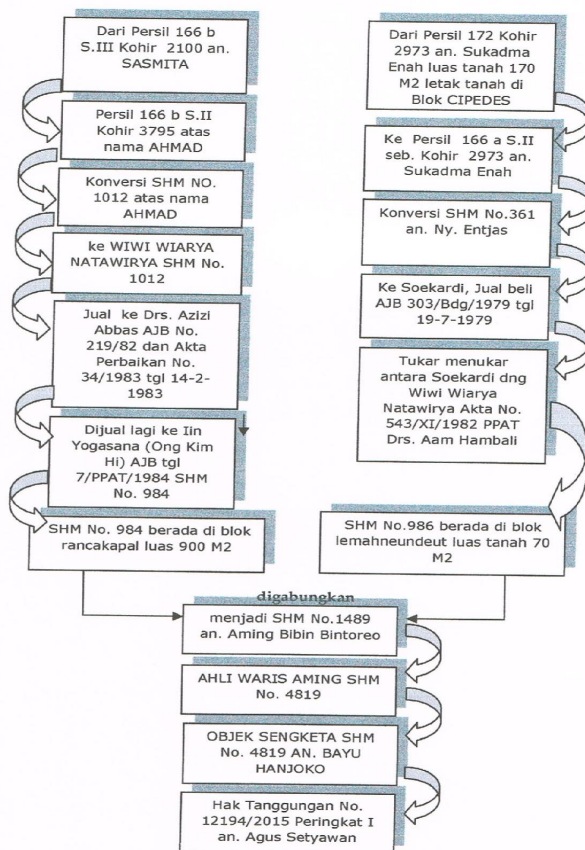 Dari Persil 166 b
S.III Kohir 2100 an.
SASMITA
Persil 166 b S.II
Kohir 3795 atas
nama AHMAD
Konversi SHM NO.
1012 atas nama
AHMAD
ke WIWI WIARYA
NATAWIRYA SHM No.
1012
Jual ke Drs. Azizi
Abbas AJB No.
219/82 dan Akta
Perbaikan No.
34/1983 tgl 14-2-
1983
Dijual lagi ke Iin
Yogasana (Ong Kim
Hi) AJB tgl
7/PPAT/1984 SHM
No. 984
SHM No. 984 berada di blok
rancakapal luas 900 M2
Dari Persil 172 Kohir
2973 an. Sukadma
Enah luas tanah 170
M2 letak tanah di
Blok CIPEDES
Ke Persil 166 a S.II
seb. Kohir 2973 an.
Sukadma Enah
Konversi SHM No.361
an. Ny. Entjas
Ke Soekardi, Jual beli
AJB 303/Bdg/1979 tgl
19-7-1979
Tukar menukar
antara Soekardi dng
Wiwi Wiarya
Natawirya Akta No.
543/XI/1982 PPAT
Drs. Aam Hambali
SHM No.986 berada di blok
lemahneundeut luas tanah 70
M2
digabungkan
menjadi SHM No.1489
an. Aming Bibin Bintoreo
AHLI WARIS AMING SHM
No. 4819
OBJEK SENGKETA SHM
No. 4819 AN. BAYU
HANJOKO
Hak Tanggungan No.
12194/2015 Peringkat I
an. Agus Setyawan